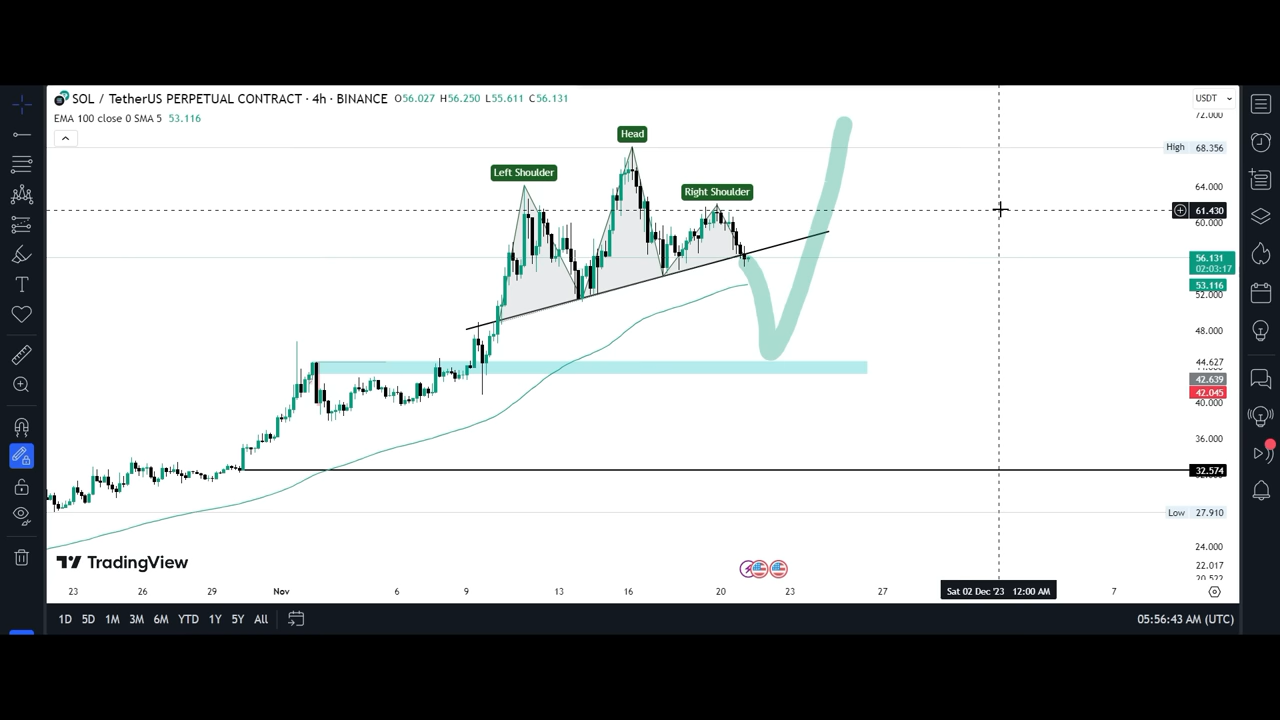 SOL / TetherUS PERPETUAL CONTRACT · 4h · BINANCE O56.027 H56.250 L55.611 C56.131
USDT
EMA 100 close 0 SMA 5 53.116
72.000
Head
High 68.356
Left Shoulder
64.000
Right Shoulder
61.430
60.000
56.131
02:03:17
53.116
52.000
48.000
44.627
42.639
42.045
40.000
36.000
32.574
Low 27.910
24.000
TradingView
22.017
20.522
23 26 29 Nov 6 9 13 16 20 23 27 Sat 02 Dec '23 12:00 AM 7
1D 5D 1M 3M 6M YTD 1Y 5Y All 05:56:43 AM (UTC)